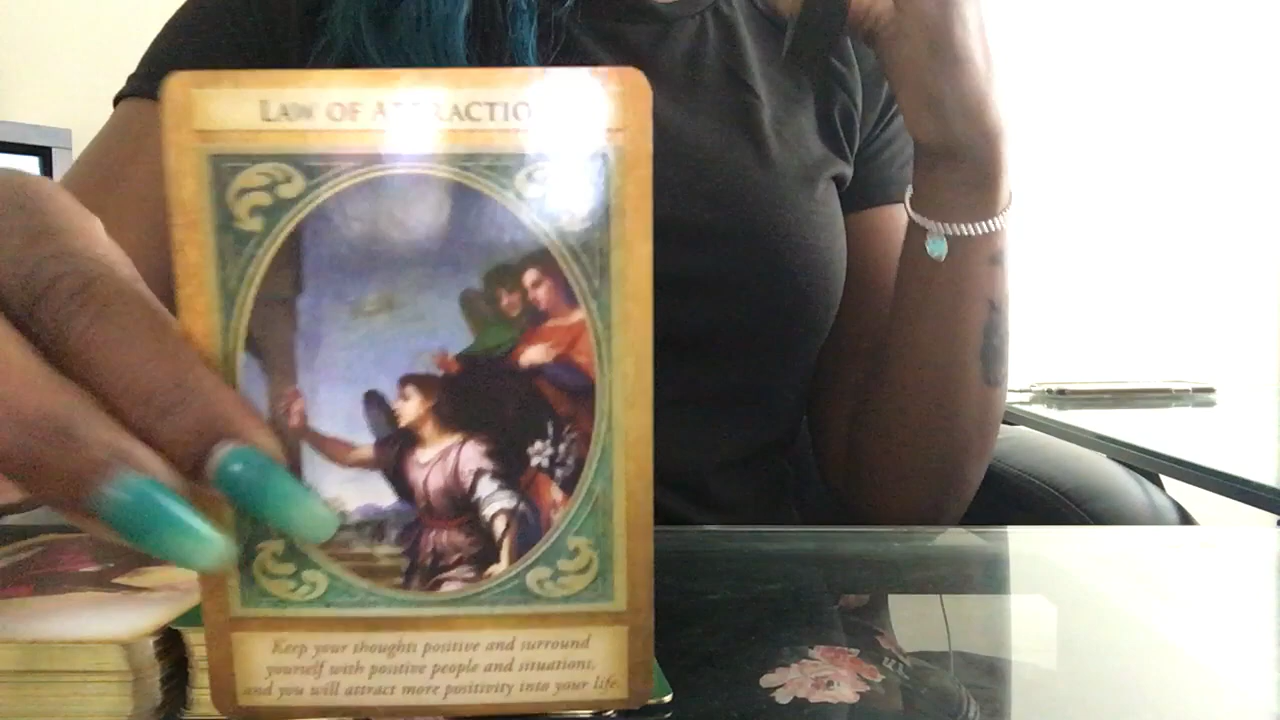 LAW OF ATTRACTIO
Keep your thoughts positive and surround
yourself with positive people and situations,
and you will attract more positivity into your life.